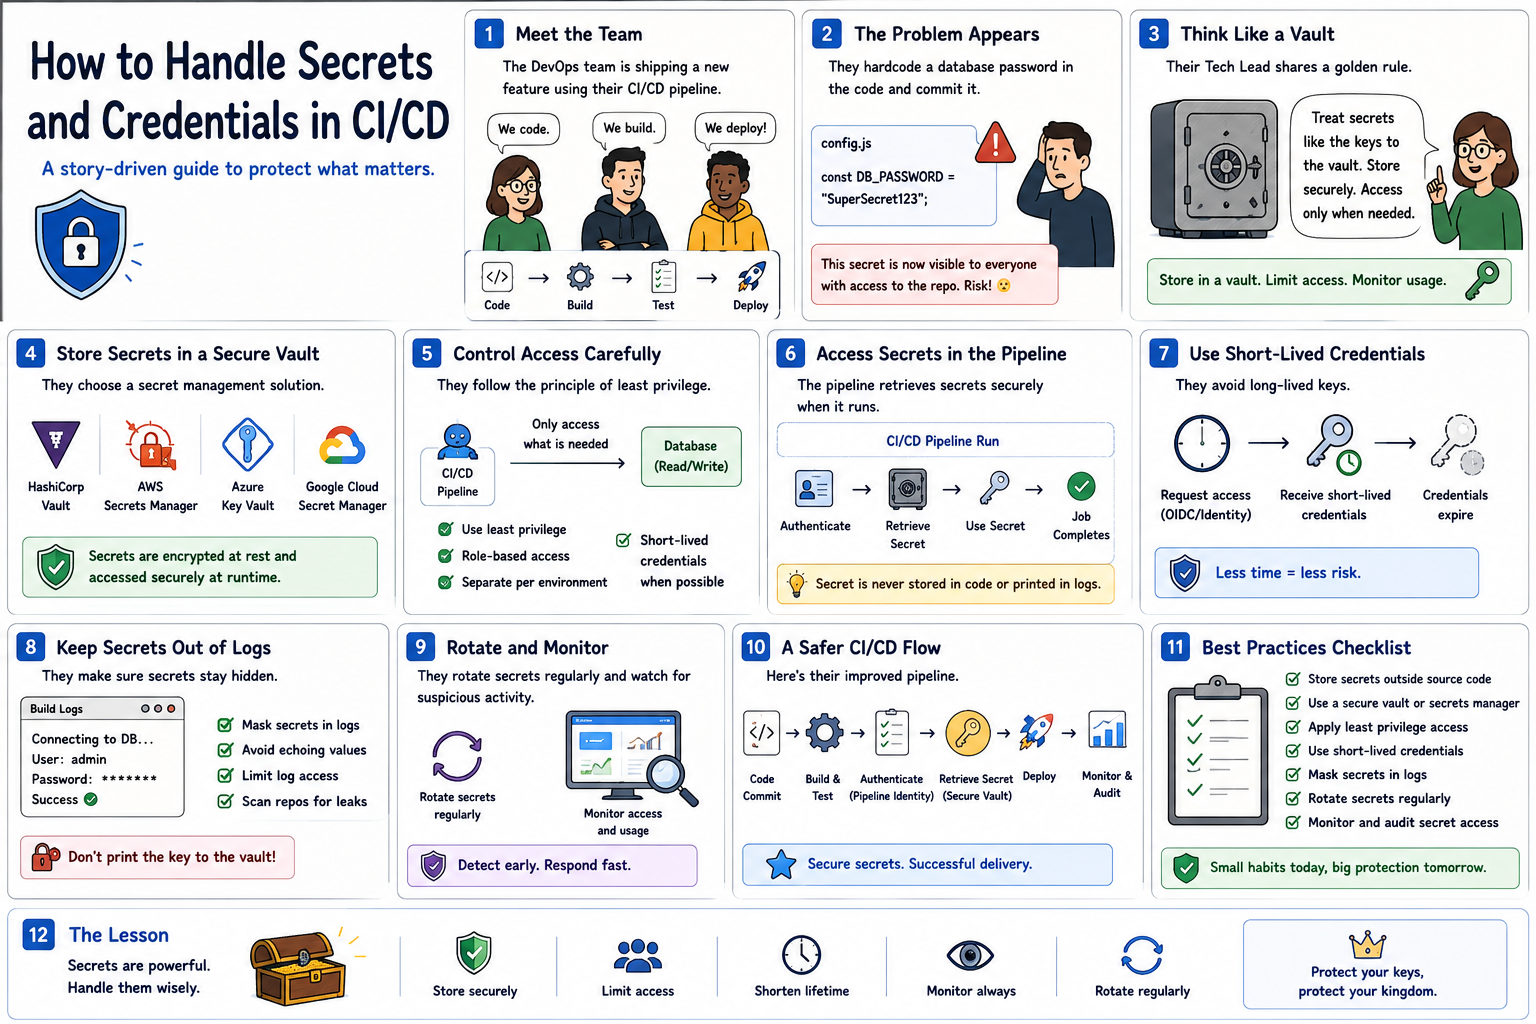 How to Handle Secrets
and Credentials in CI/CD
A story-driven guide to protect what matters.
1 Meet the Team
The DevOps team is shipping a new
feature using their CI/CD pipeline.
We code.
We build.
We deploy!
</>
Code
Build
Test
Deploy
2 The Problem Appears
They hardcode a database password in
the code and commit it.
config.js
const DB_PASSWORD =
"SuperSecret123";
This secret is now visible to everyone
with access to the repo. Risk! 😮
3 Think Like a Vault
Their Tech Lead shares a golden rule.
Treat secrets
like the keys to
the vault. Store
securely. Access
only when needed.
Store in a vault. Limit access. Monitor usage.
4 Store Secrets in a Secure Vault
They choose a secret management solution.
HashiCorp
Vault
AWS
Secrets Manager
Azure
Key Vault
Google Cloud
Secret Manager
Secrets are encrypted at rest and
accessed securely at runtime.
5 Control Access Carefully
They follow the principle of least privilege.
CI/CD
Pipeline
Only access
what is needed
Database
(Read/Write)
Use least privilege
Role-based access
Separate per environment
Short-lived
credentials
when possible
6 Access Secrets in the Pipeline
The pipeline retrieves secrets securely
when it runs.
CI/CD Pipeline Run
Authenticate
Retrieve
Secret
Use Secret
Job
Completes
Secret is never stored in code or printed in logs.
7 Use Short-Lived Credentials
They avoid long-lived keys.
Request access
(OIDC/Identity)
Receive short-lived
credentials
Credentials
expire
Less time = less risk.
8 Keep Secrets Out of Logs
They make sure secrets stay hidden.
Build Logs
Connecting to DB...
User: admin
Password: *******
Success
Mask secrets in logs
Avoid echoing values
Limit log access
Scan repos for leaks
Don't print the key to the vault!
9 Rotate and Monitor
They rotate secrets regularly and watch for
suspicious activity.
Rotate secrets
regularly
Monitor access
and usage
Detect early. Respond fast.
10 A Safer CI/CD Flow
Here's their improved pipeline.
</>
Code
Commit
Build &
Test
Authenticate
(Pipeline Identity)
Retrieve Secret
(Secure Vault)
Deploy
Monitor &
Audit
Secure secrets. Successful delivery.
11 Best Practices Checklist
Store secrets outside source code
Use a secure vault or secrets manager
Apply least privilege access
Use short-lived credentials
Mask secrets in logs
Rotate secrets regularly
Monitor and audit secret access
Small habits today, big protection tomorrow.
12 The Lesson
Secrets are powerful.
Handle them wisely.
Store securely
Limit access
Shorten lifetime
Monitor always
Rotate regularly
Protect your keys,
protect your kingdom.